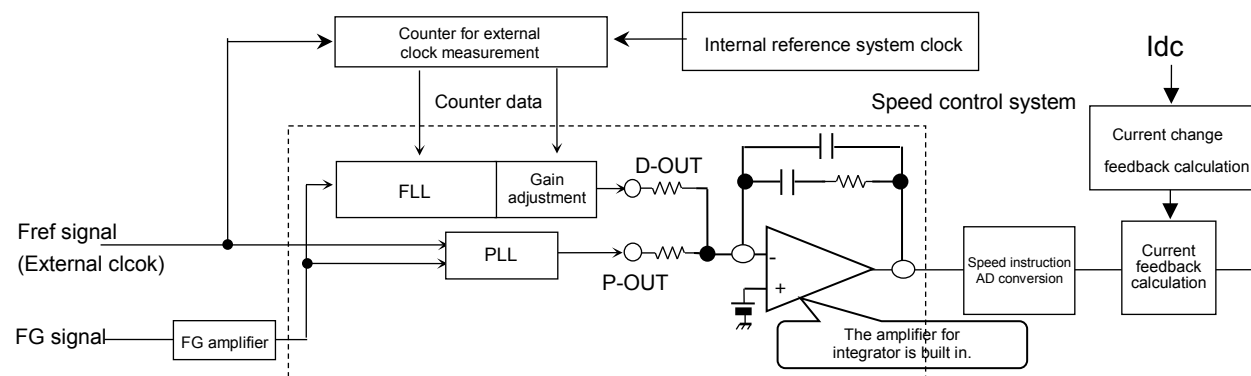 Counter for external
clock measurement
Internal reference system clock
Idc
Counter data
Speed control system
Current change
feedback calculation
D-OUT
FLL
Gain
adjustment
Fref signal
(External clcok)
PLL
P-OUT
-
+
Speed instruction
AD conversion
Current
feedback
calculation
FG signal
FG amplifier
The amplifier for
integrator is built in.